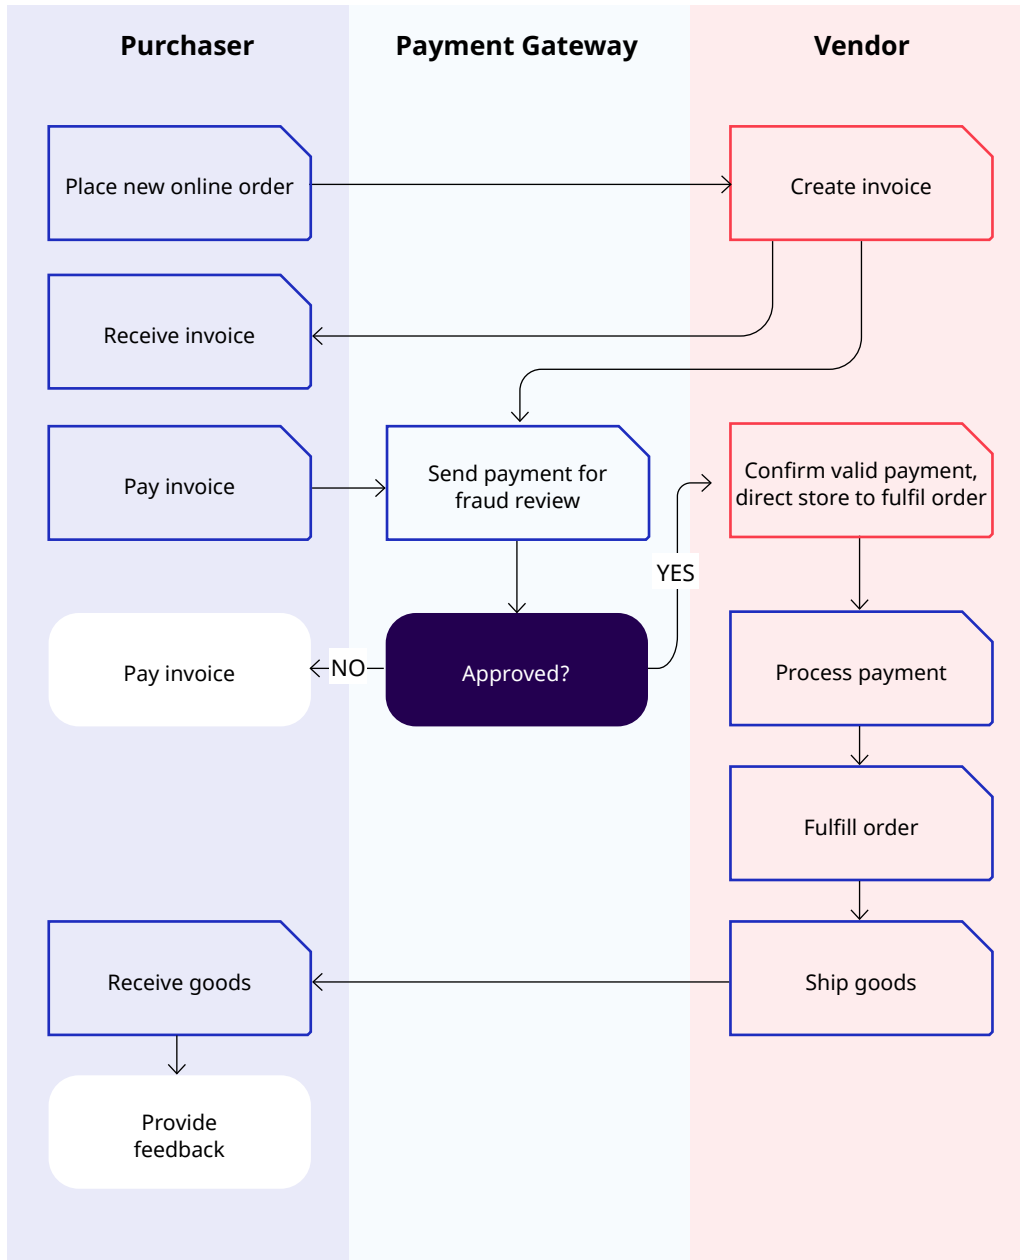 Purchaser
Payment Gateway
Vendor
Place new online order
Create invoice
Receive invoice
Pay invoice
Send payment for
fraud review
Confirm valid payment,
direct store to fulfil order
YES
Pay invoice
NO
Approved?
Process payment
Fulfill order
Receive goods
Ship goods
Provide
feedback